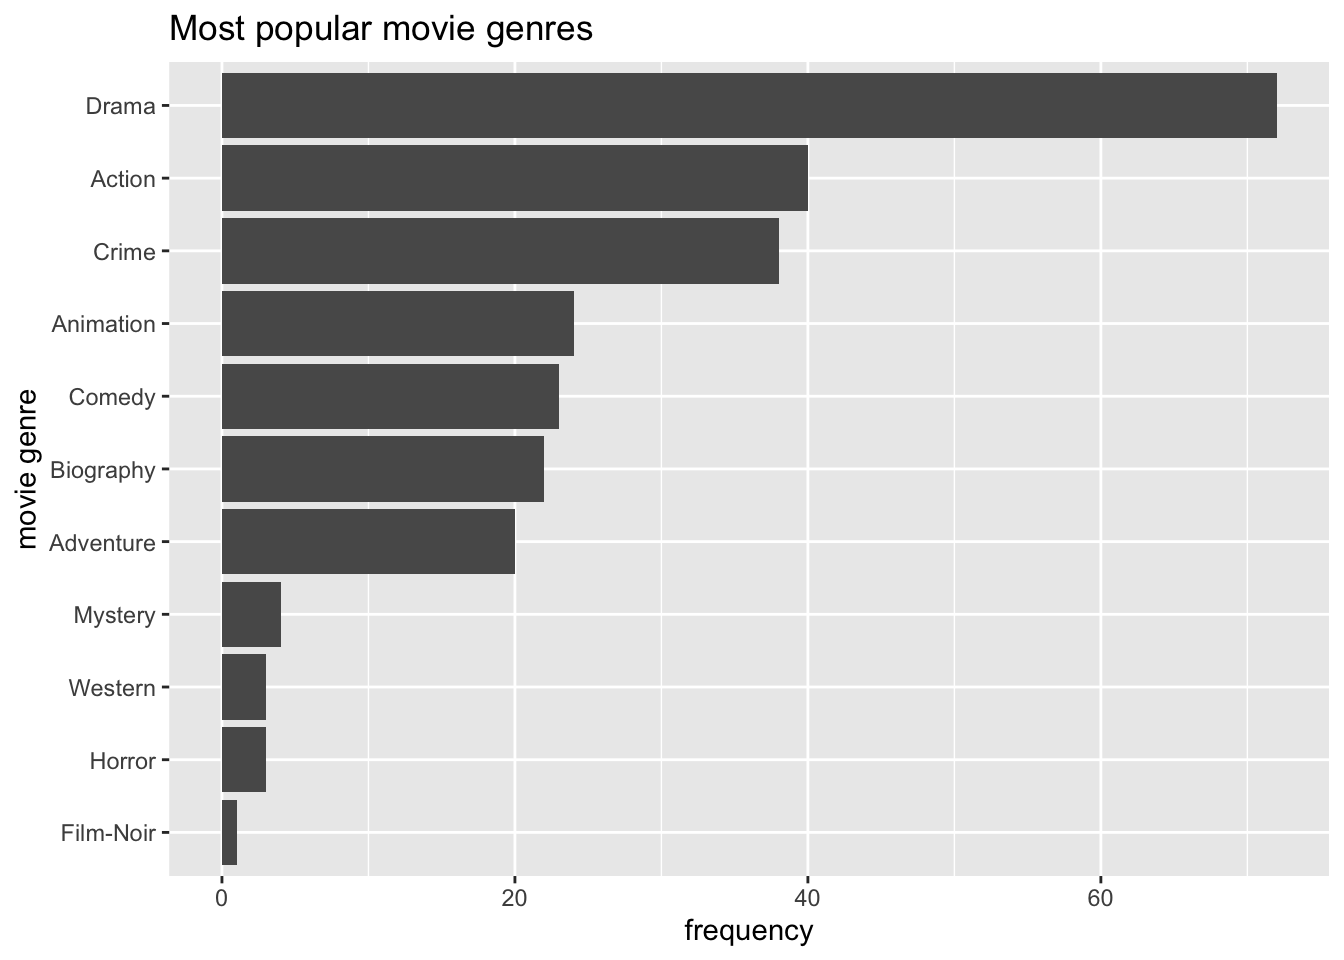 Most popular movie genres
movie genre
Drama
Action
Crime
Animation
Comedy
Biography
Adventure
Mystery
Western
Horror
Film-Noir
0 20 40 60
frequency